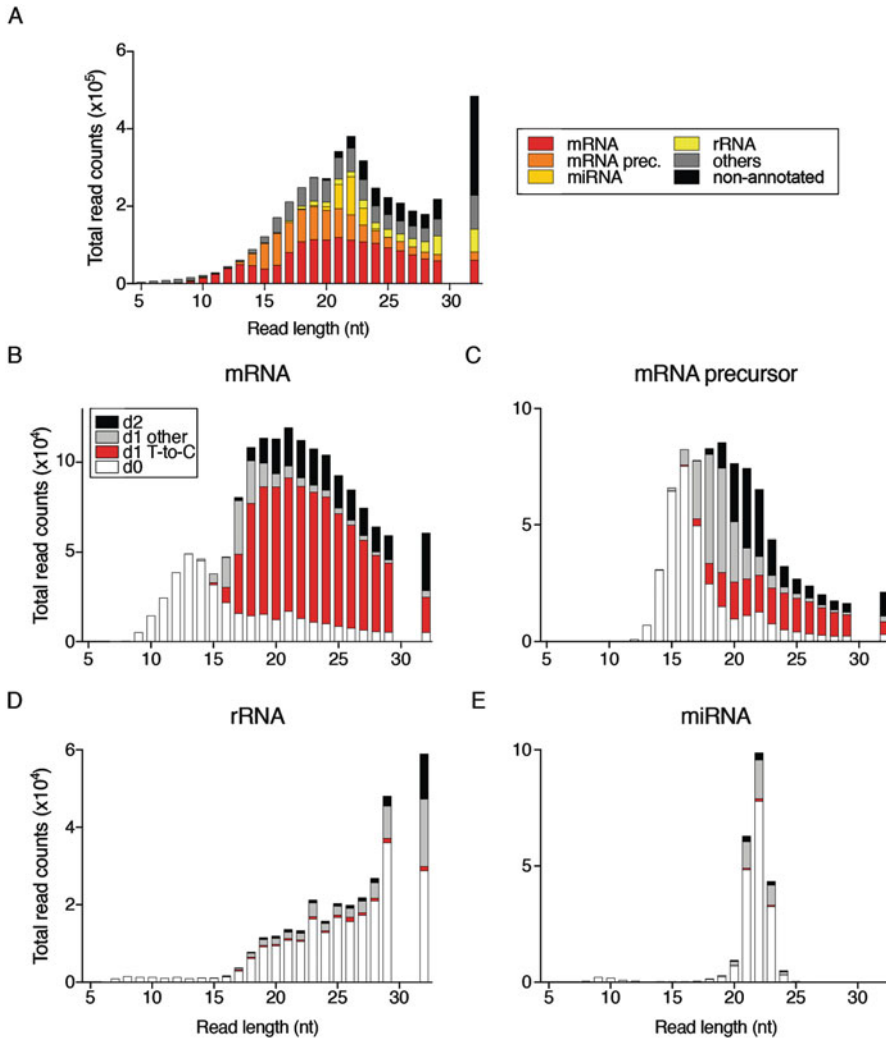 A
Total read counts (x10⁵)
6
4
2
0
5 10 15 20 25 30
Read length (nt)
mRNA rRNA
mRNA prec. others
miRNA non-annotated
B
mRNA
Total read counts (x10⁴)
10
5
0
5 10 15 20 25 30
d2
d1 other
d1 T-to-C
d0
C
mRNA precursor
10
5
0
5 10 15 20 25 30
D
rRNA
Total read counts (x10⁴)
6
4
2
0
5 10 15 20 25 30
Read length (nt)
E
miRNA
10
5
0
5 10 15 20 25 30
Read length (nt)